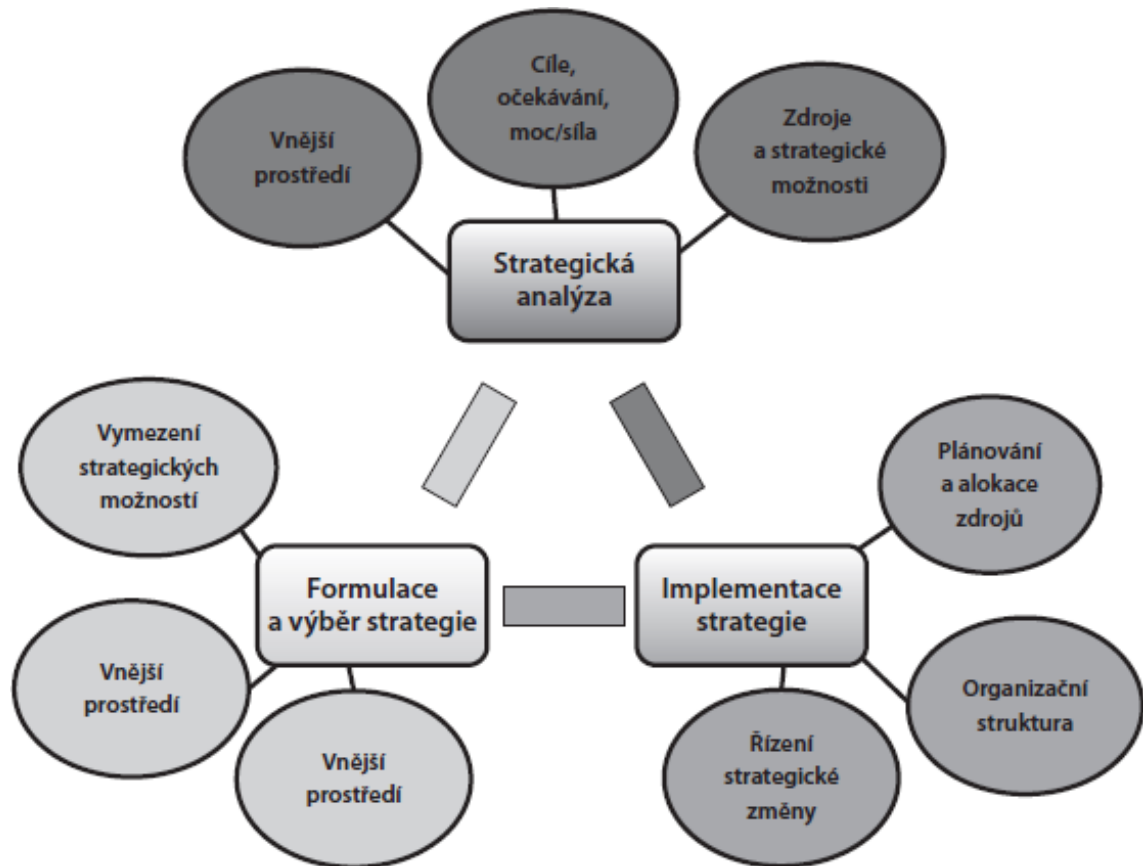 Cíle,
očekávání,
moc/síla
Vnější
prostředí
Zdroje
a strategické
možnosti
Strategická
analýza
Vymezení
strategických
možností
Plánování
a alokace
zdrojů
Formulace
a výběr strategie
Implementace
strategie
Vnější
prostředí
Organizační
struktura
Vnější
prostředí
Řízení
strategické
změny